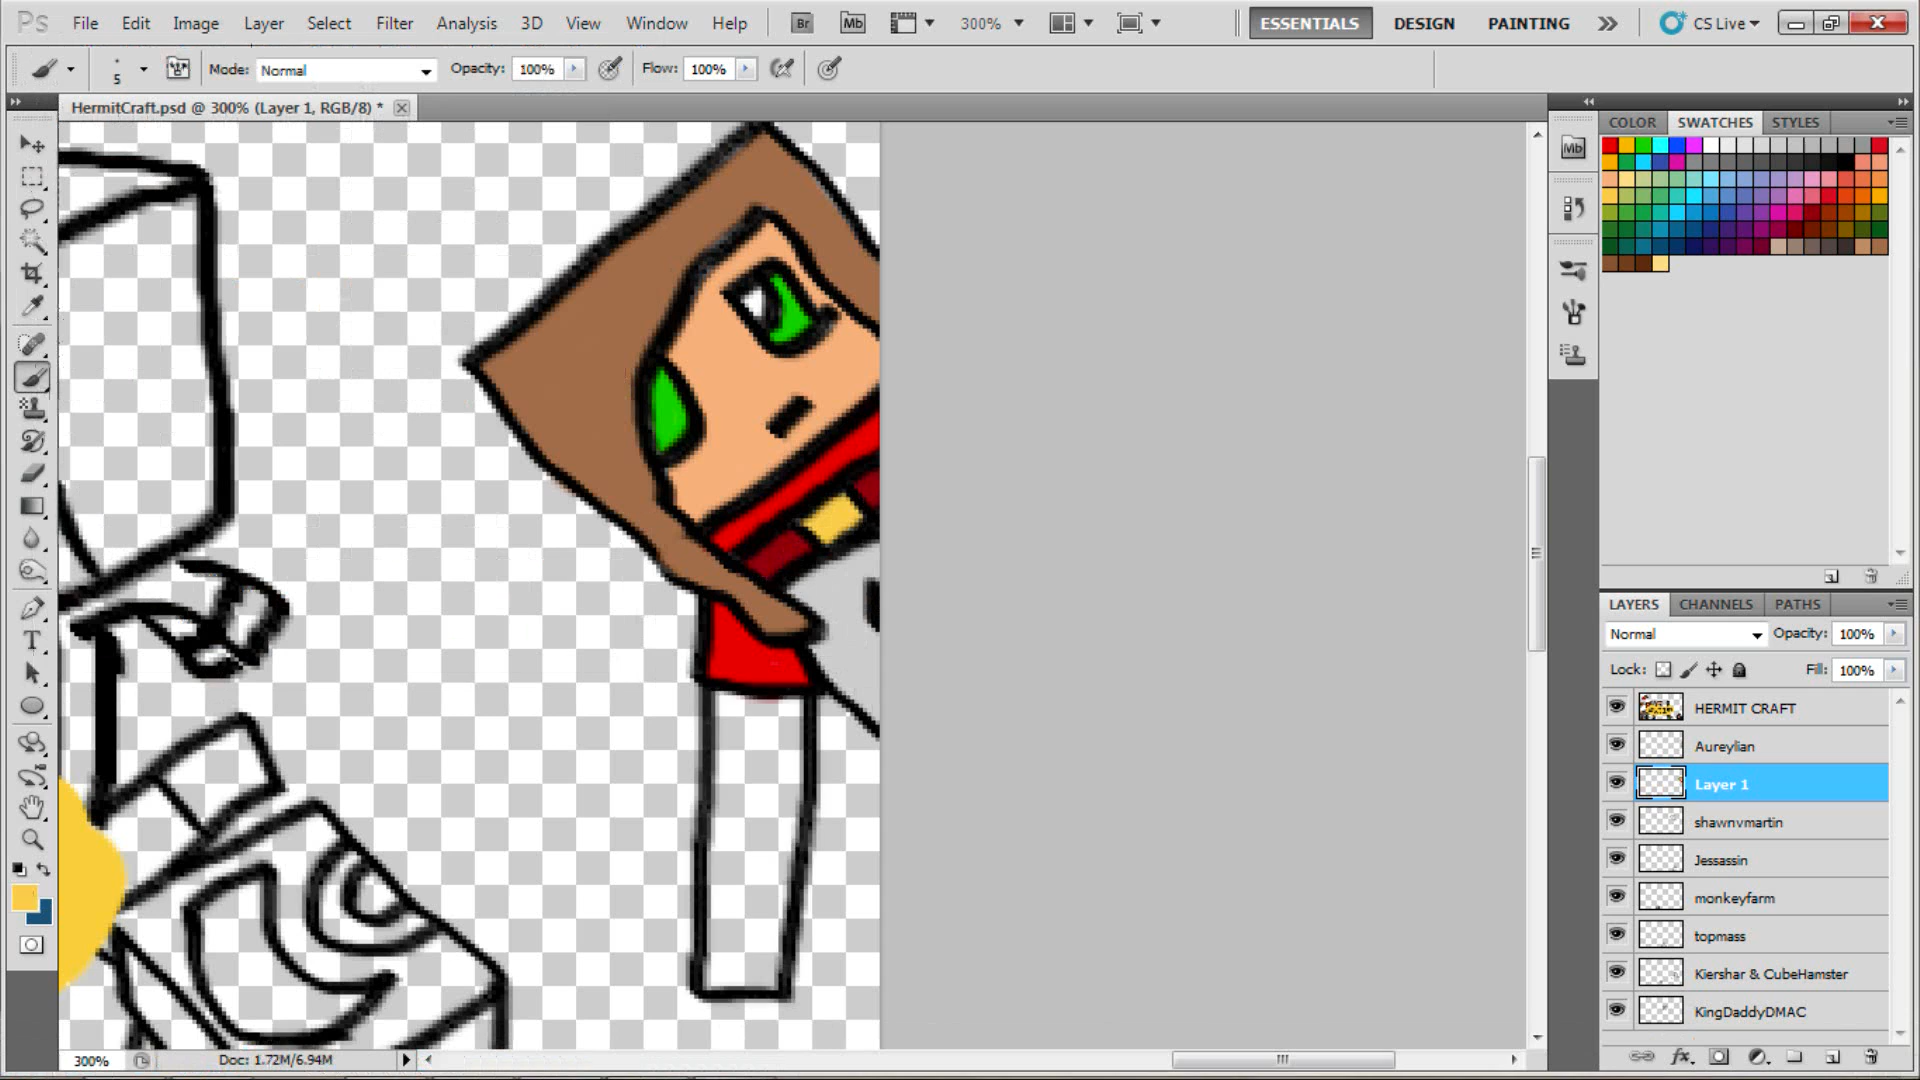 Ps File Edit Image Layer Select Filter Analysis 3D View Window Help Br Mb 300% ESSENTIALS DESIGN PAINTING CS Live
5 Mode: Normal Opacity: 100% Flow: 100%
HermitCraft.psd @ 300% (Layer 1, RGB/8) *
COLOR SWATCHES STYLES
Mb
T
LAYERS CHANNELS PATHS
Normal Opacity: 100%
Lock: Fill: 100%
HERMIT CRAFT
Aureylian
Layer 1
shawnvmartin
Jessassin
monkeyfarm
topmass
Kiershar & CubeHamster
KingDaddyDMAC
300% Doc: 1.72M/6.94M
fx